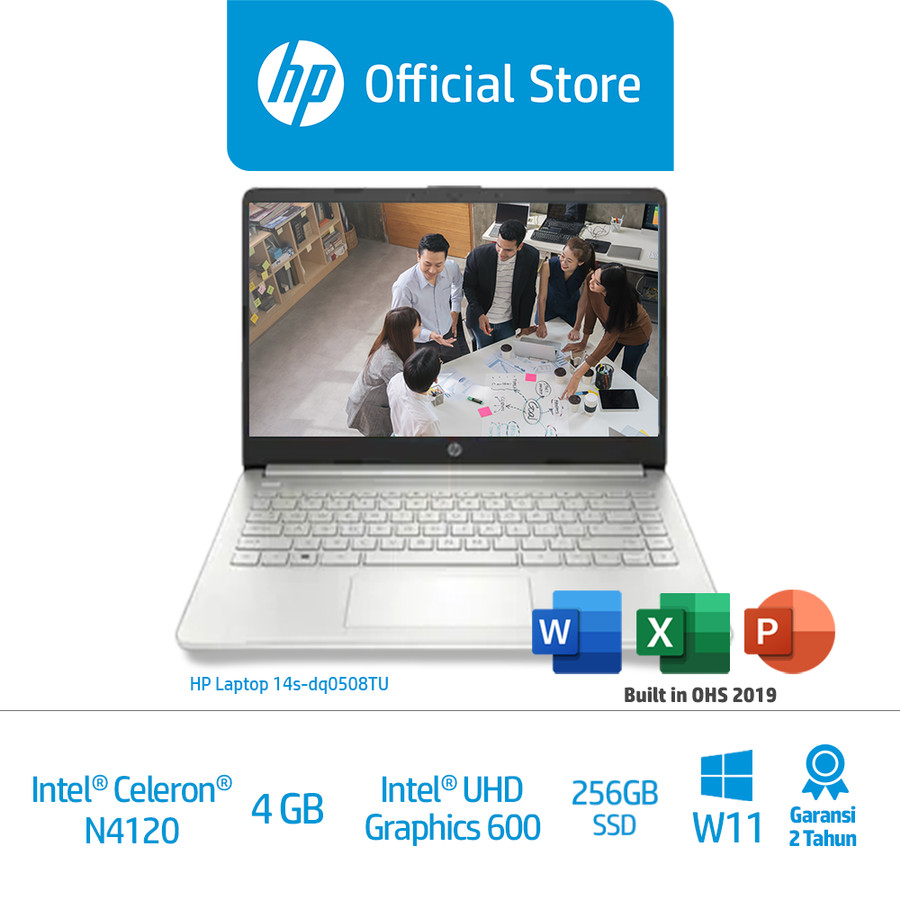 hp Official Store
hp
W X P
Built in OHS 2019
HP Laptop 14s-dq0508TU
Intel® Celeron®
N4120
4 GB
Intel® UHD
Graphics 600
256GB
SSD
W11
Garansi
2 Tahun